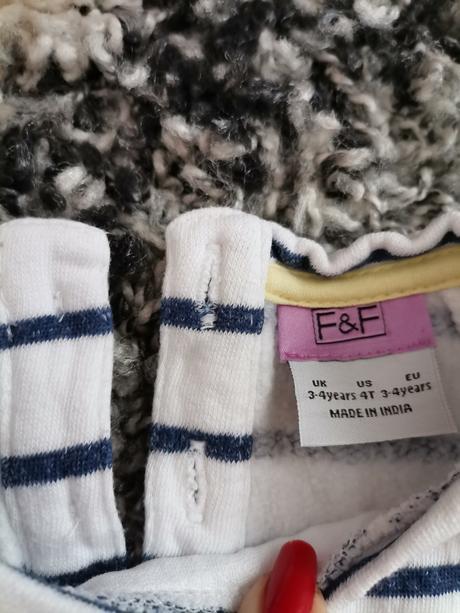 F&F
UK US EU
3-4years 4T 3-4years
MADE IN INDIA